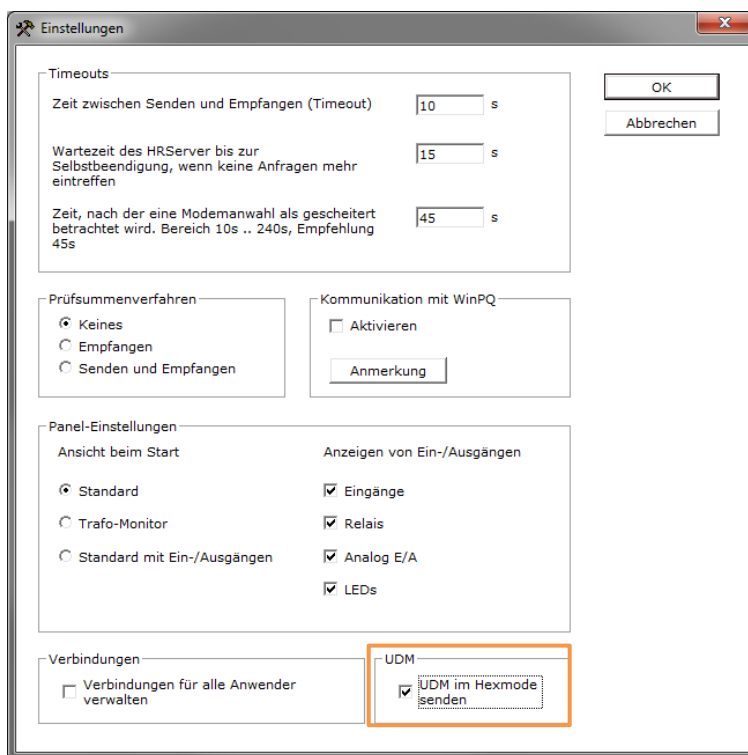 Einstellungen
Timeouts
Zeit zwischen Senden und Empfangen (Timeout)
10
s
OK
Abbrechen
Wartezeit des HRServer bis zur
Selbstbeendigung, wenn keine Anfragen mehr
eintreffen
15
s
Zeit, nach der eine Modemanwahl als gescheitert
betrachtet wird. Bereich 10s .. 240s, Empfehlung
45s
45
s
Prüfsummenverfahren
Keines
Empfangen
Senden und Empfangen
Kommunikation mit WinPQ
Aktivieren
Anmerkung
Panel-Einstellungen
Ansicht beim Start
Standard
Trafo-Monitor
Standard mit Ein-/Ausgängen
Anzeigen von Ein-/Ausgängen
Eingänge
Relais
Analog E/A
LEDs
Verbindungen
Verbindungen für alle Anwender
verwalten
UDM
UDM im Hexmode
senden